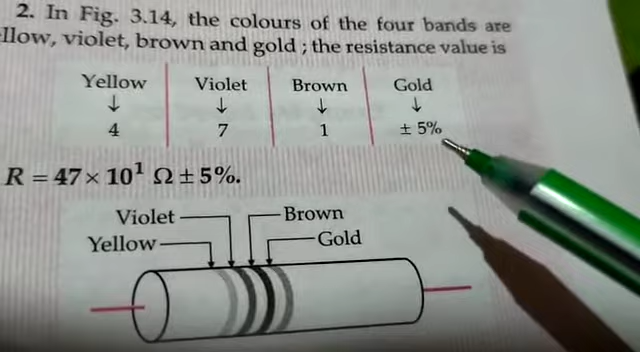 2. In Fig. 3.14, the colours of the four bands are
llow, violet, brown and gold ; the resistance value is
Yellow Violet Brown Gold
↓ ↓ ↓ ↓
4 7 1 ± 5%
R = 47 × 10¹ Ω ± 5%.
Violet Brown
Yellow Gold